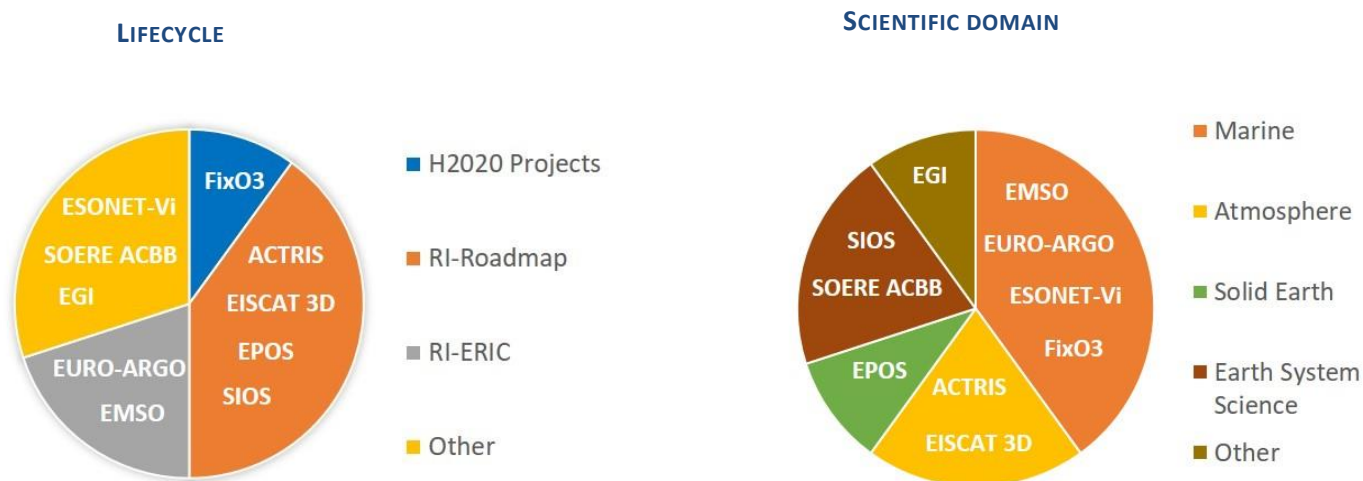 LIFECYCLE
FixO3
ESONET-Vi
SOERE ACBB
EGI
ACTRIS
EISCAT 3D
EPOS
SIOS
EURO-ARGO
EMSO
H2020 Projects
RI-Roadmap
RI-ERIC
Other
SCIENTIFIC DOMAIN
EGI
EMSO
EURO-ARGO
ESONET-Vi
FixO3
SIOS
SOERE ACBB
EPOS
ACTRIS
EISCAT 3D
Marine
Atmosphere
Solid Earth
Earth System
Science
Other